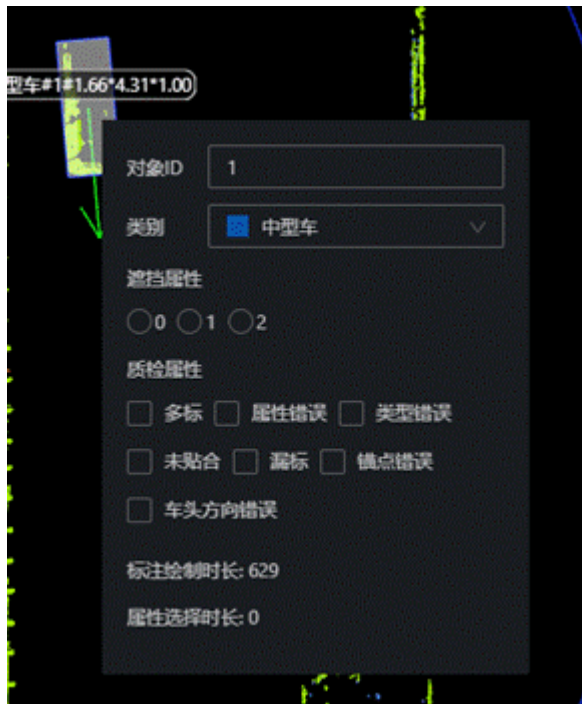 型车#1#1.66*4.31*1.00
对象ID 1
类别 中型车
遮挡属性
0 1 2
质检属性
多标 属性错误 类型错误
未贴合 漏标 锚点错误
车头方向错误
标注绘制时长: 629
属性选择时长: 0